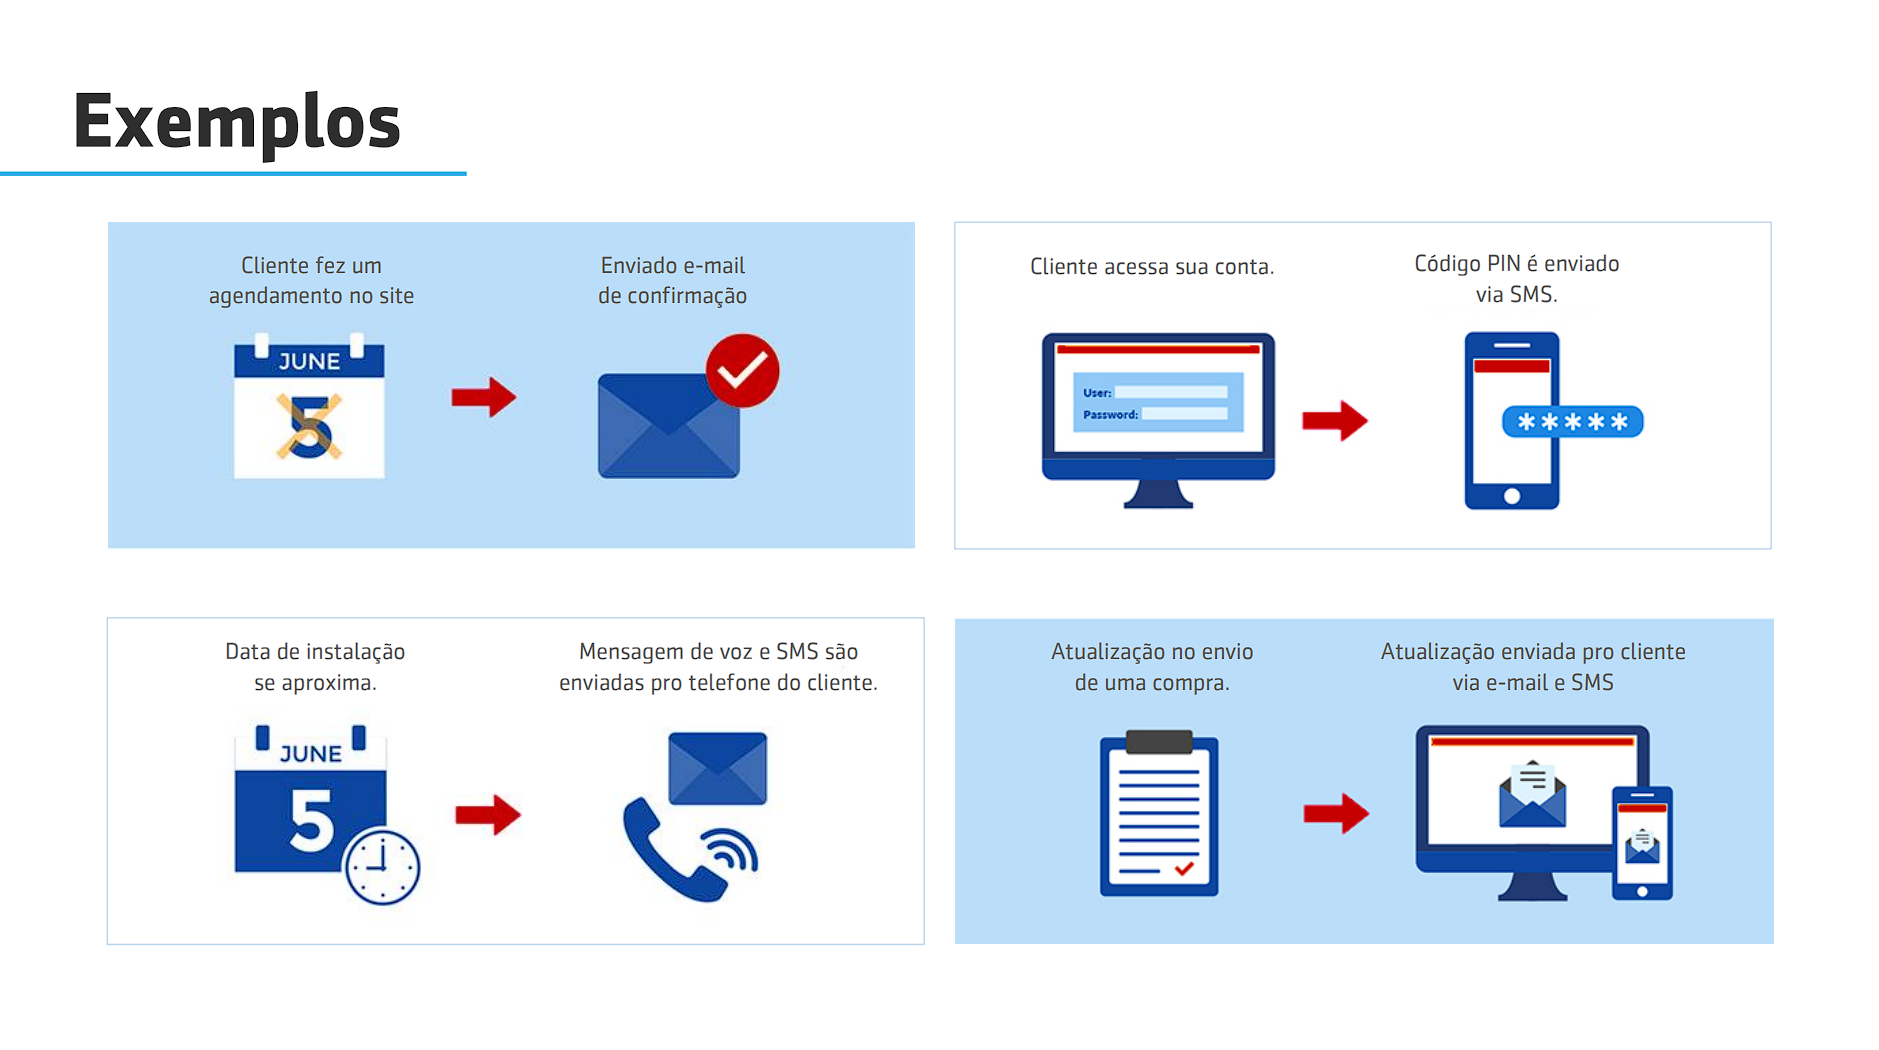 Exemplos
Cliente fez um
agendamento no site
JUNE
5
Enviado e-mail
de confirmação
Cliente acessa sua conta.
User:
Password:
Código PIN é enviado
via SMS.
*****
Data de instalação
se aproxima.
JUNE
5
Mensagem de voz e SMS são
enviadas pro telefone do cliente.
Atualização no envio
de uma compra.
Atualização enviada pro cliente
via e-mail e SMS